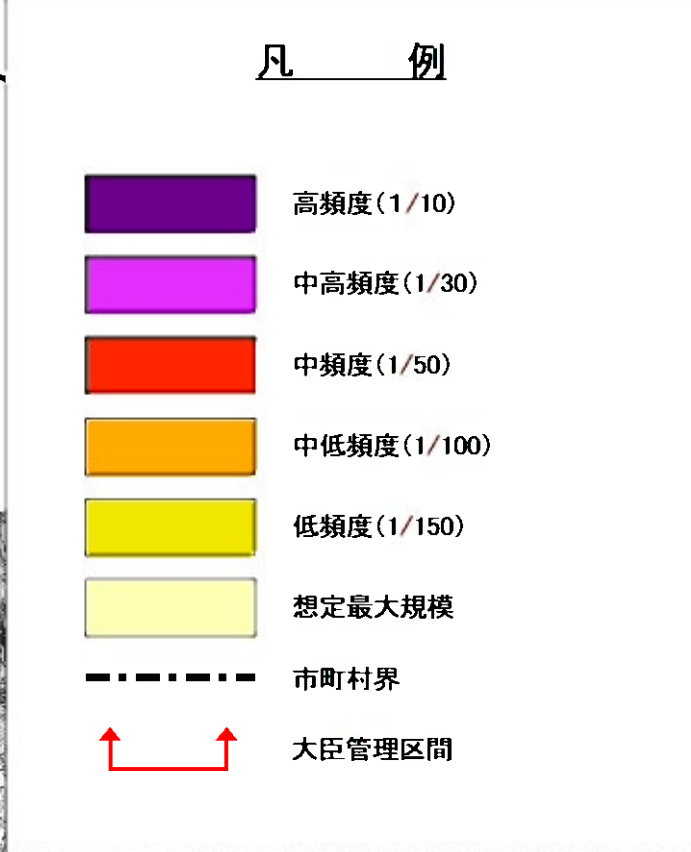 凡 例
高頻度(1/10)
中高頻度(1/30)
中頻度(1/50)
中低頻度(1/100)
低頻度(1/150)
想定最大規模
市町村界
大臣管理区間